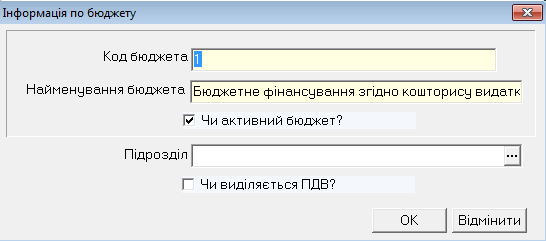 Інформація по бюджету
Код бюджета 1
Найменування бюджета Бюджетне фінансування згідно кошторису видатк
Чи активний бюджет?
Підрозділ ...
Чи виділяється ПДВ?
ОК Відмінити